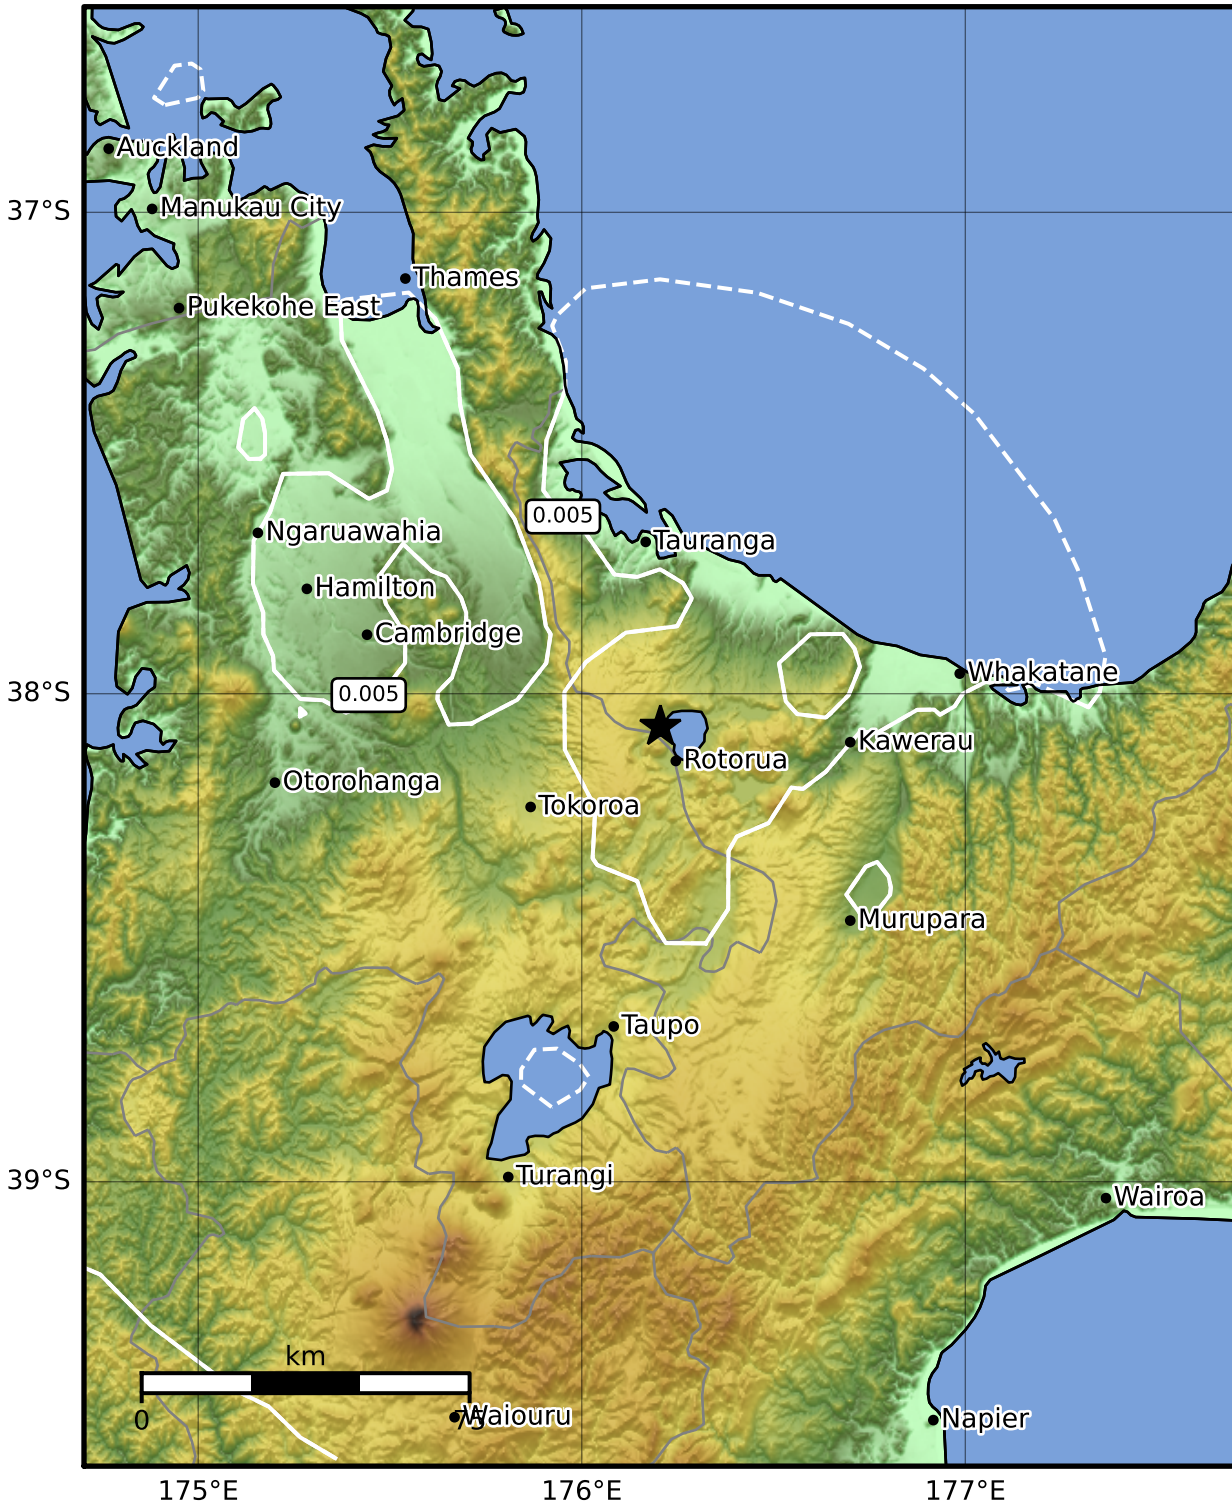 Auckland
37°S
Manukau City
Thames
Pukekohe East
0.005
Ngaruawahia
Tauranga
Hamilton
Cambridge
Whakatane
38°S
0.005
Kawerau
Rotorua
Otorohanga
Tokoroa
Murupara
Taupo
Turangi
39°S
Wairoa
km
0
75
Waiouru
Napier
175°E
176°E
177°E